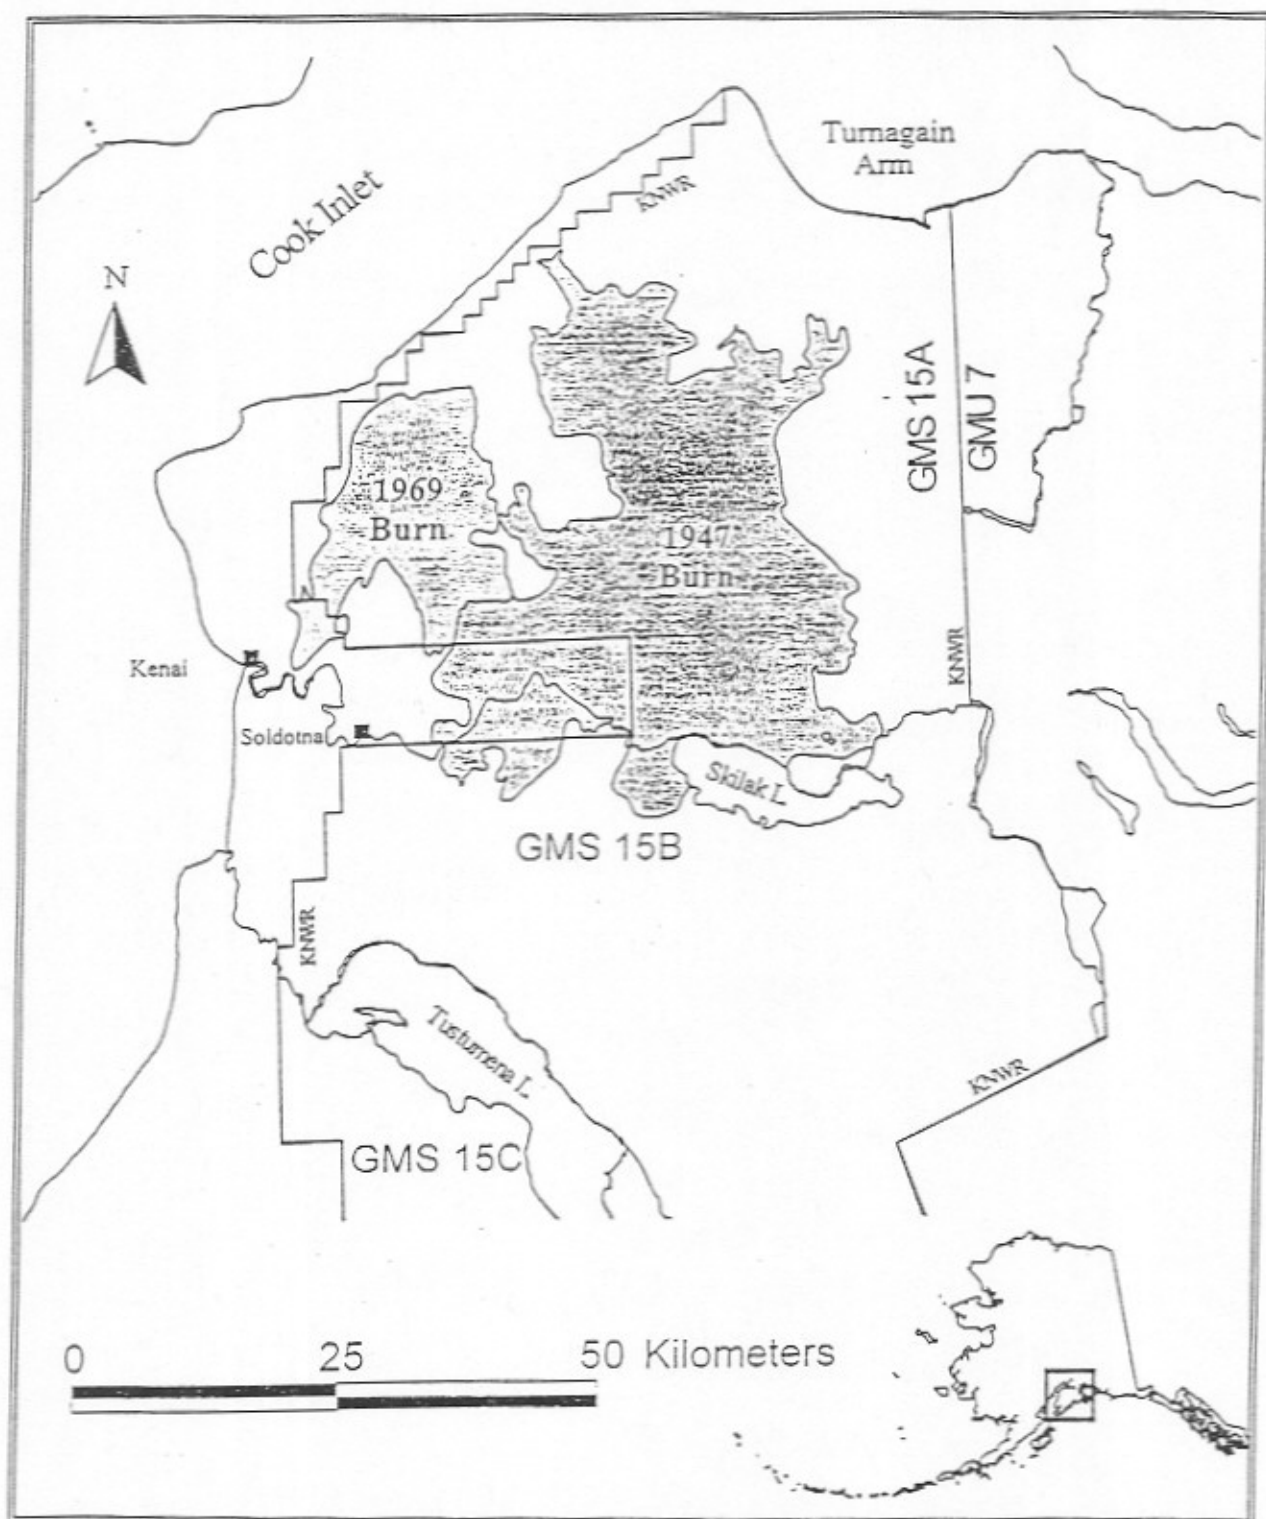 Turnagain
Arm
KNWR
Cook Inlet
N
GMS 15A
GMU 7
1969
Burn
1947
Burn
KNWR
Kenai
Soldotna
Skilak L
GMS 15B
KNWR
Tustumena L
KNWR
GMS 15C
0 25 50 Kilometers